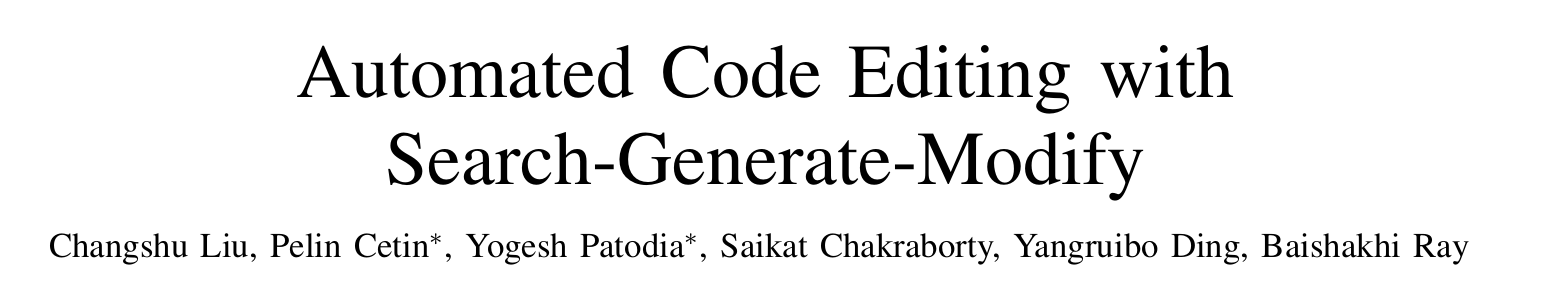 Automated Code Editing with
Search-Generate-Modify
Changshu Liu, Pelin Cetin*, Yogesh Patodia*, Saikat Chakraborty, Yangruibo Ding, Baishakhi Ray